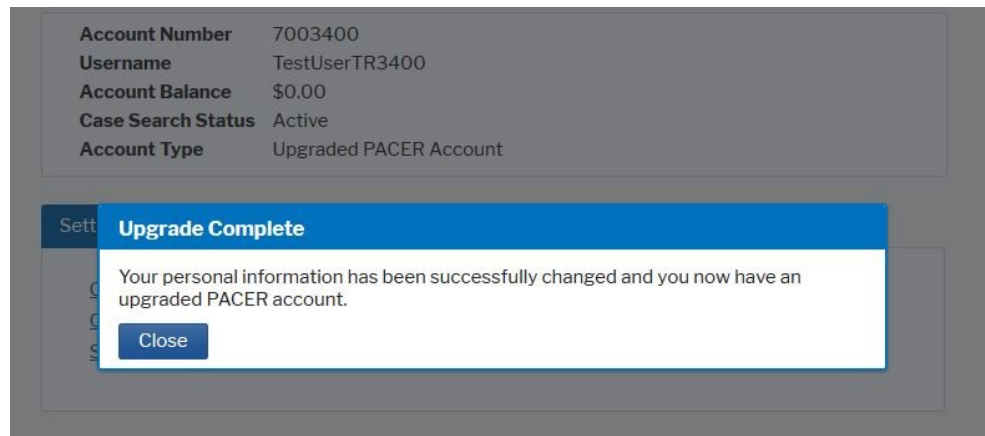 Account Number 7003400
Username TestUserTR3400
Account Balance $0.00
Case Search Status Active
Account Type Upgraded PACER Account
Upgrade Complete
Your personal information has been successfully changed and you now have an
upgraded PACER account.
Close